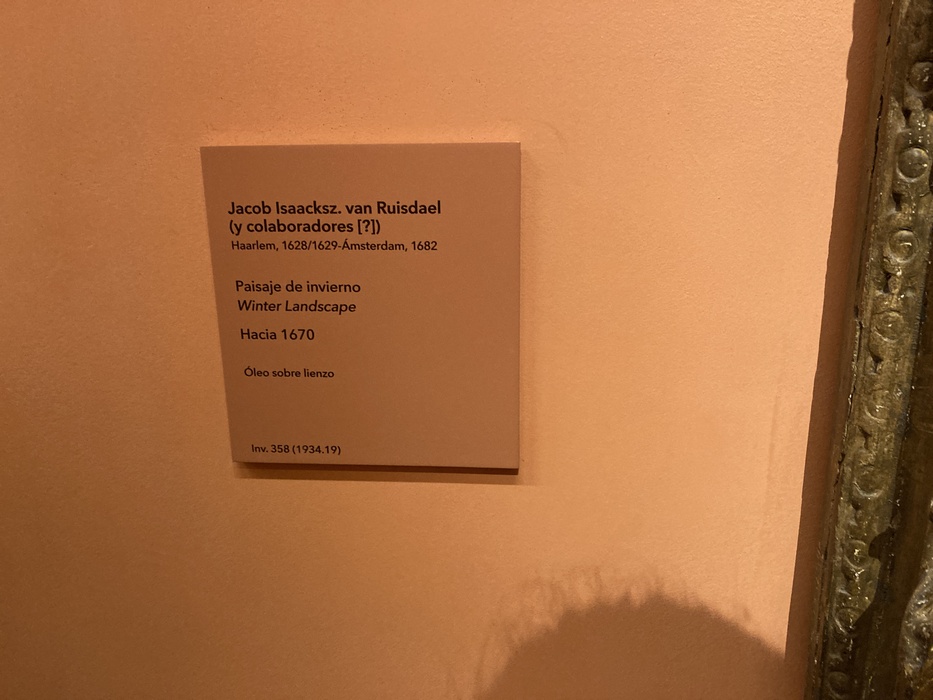 Jacob Isaacksz. van Ruisdael
(y colaboradores [?])
Haarlem, 1628/1629-Ámsterdam, 1682
Paisaje de invierno
Winter Landscape
Hacia 1670
Óleo sobre lienzo
Inv. 358 (1934.19)